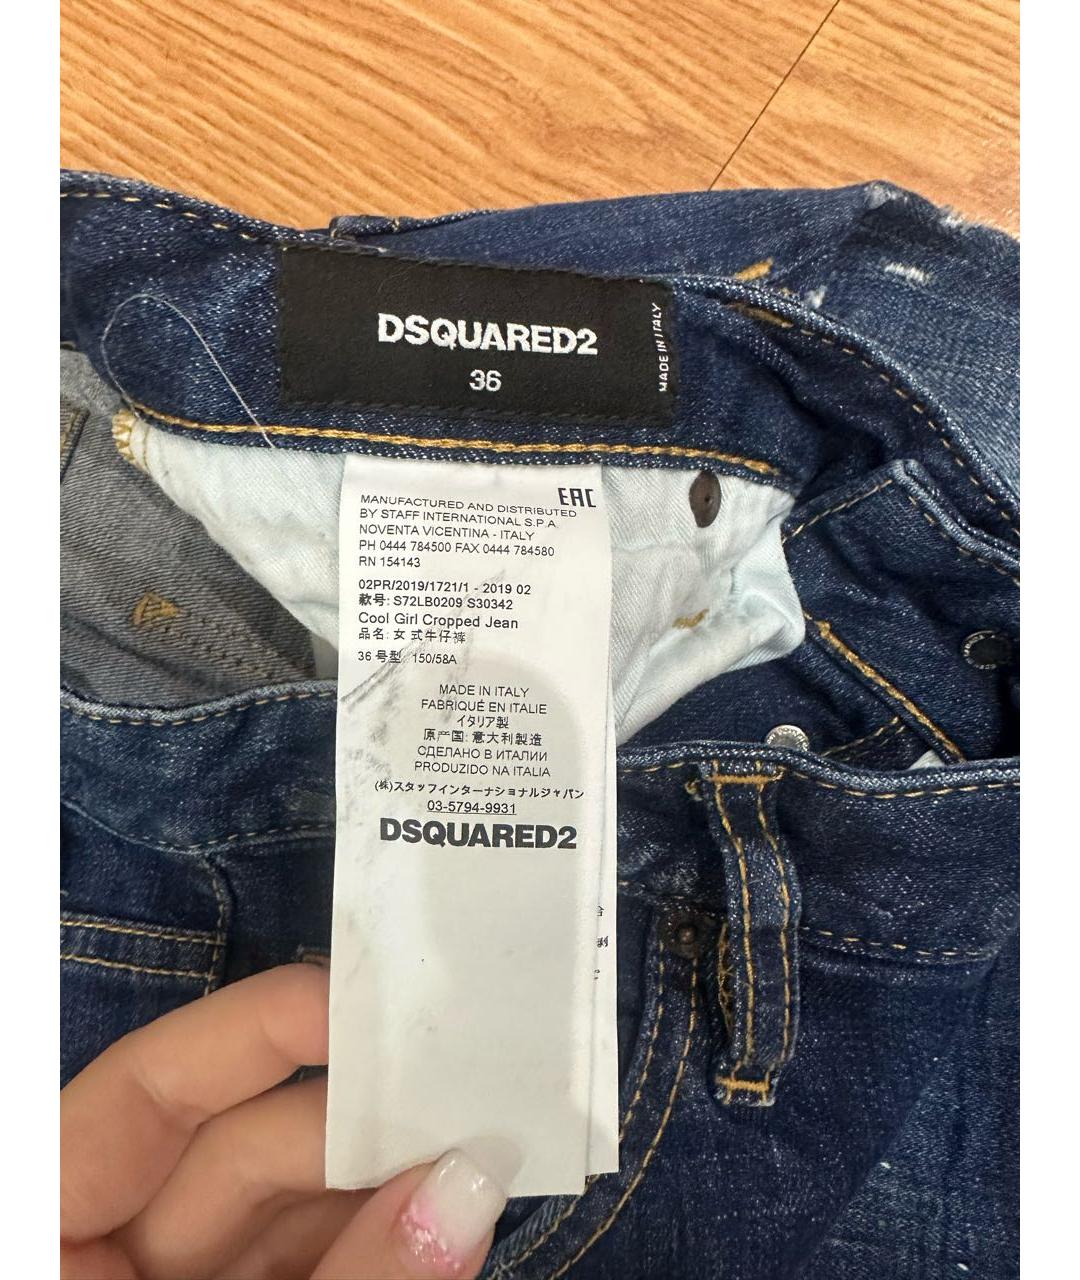 DSQUARED2
36
MADE IN ITALY
EAC
MANUFACTURED AND DISTRIBUTED
BY STAFF INTERNATIONAL S.P.A.
NOVENTA VICENTINA - ITALY
PH 0444 784500 FAX 0444 784580
RN 154143
02PR/2019/1721/1 - 2019 02
款号: S72LB0209 S30342
Cool Girl Cropped Jean
品名: 女 式牛仔裤
36 号型: 150/58A
MADE IN ITALY
FABRIQUÉ EN ITALIE
イタリア製
原产国: 意大利製造
СДЕЛАНО В ИТАЛИИ
PRODUZIDO NA ITALIA
(株)スタッフインターナショナルジャパン
03-5794-9931
DSQUARED2